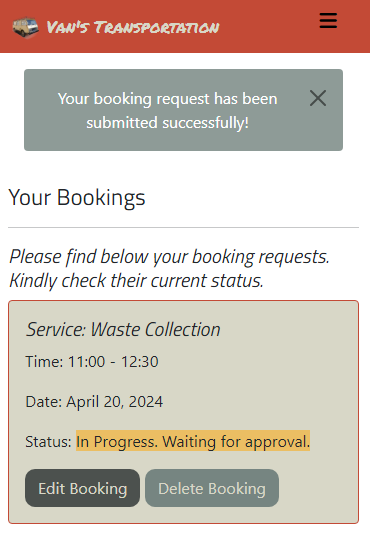 Van's Transportation
Your booking request has been
submitted successfully!
Your Bookings
Please find below your booking requests.
Kindly check their current status.
Service: Waste Collection
Time: 11:00 - 12:30
Date: April 20, 2024
Status: In Progress. Waiting for approval.
Edit Booking Delete Booking